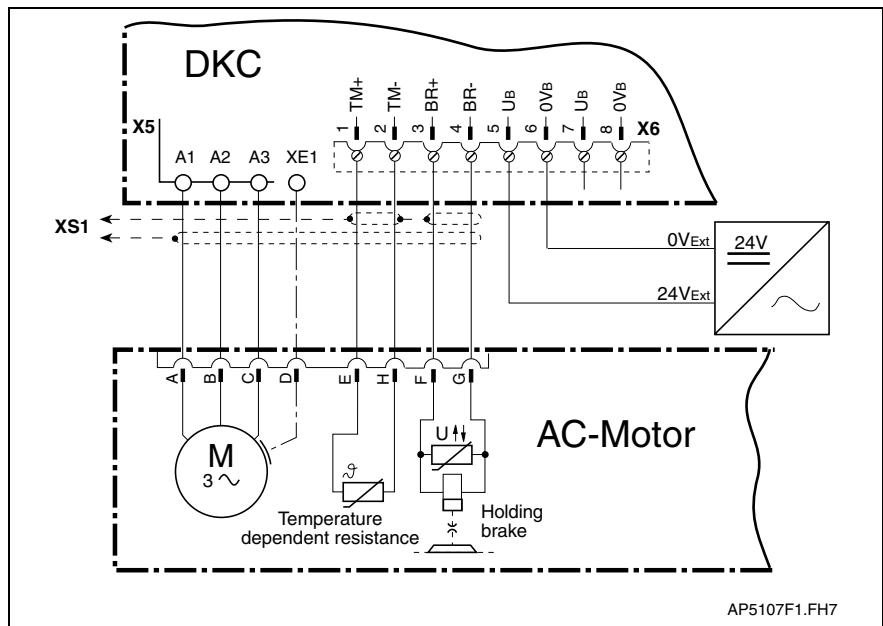 DKC
X5
A1 A2 A3 XE1
TM+ TM- BR+ BR- UB 0VB UB 0VB
1 2 3 4 5 6 7 8 X6
XS1
0VExt
24VExt
24V
A B C D E H F G
M
3
U
ϑ
AC-Motor
Temperature
dependent resistance
Holding
brake
AP5107F1.FH7